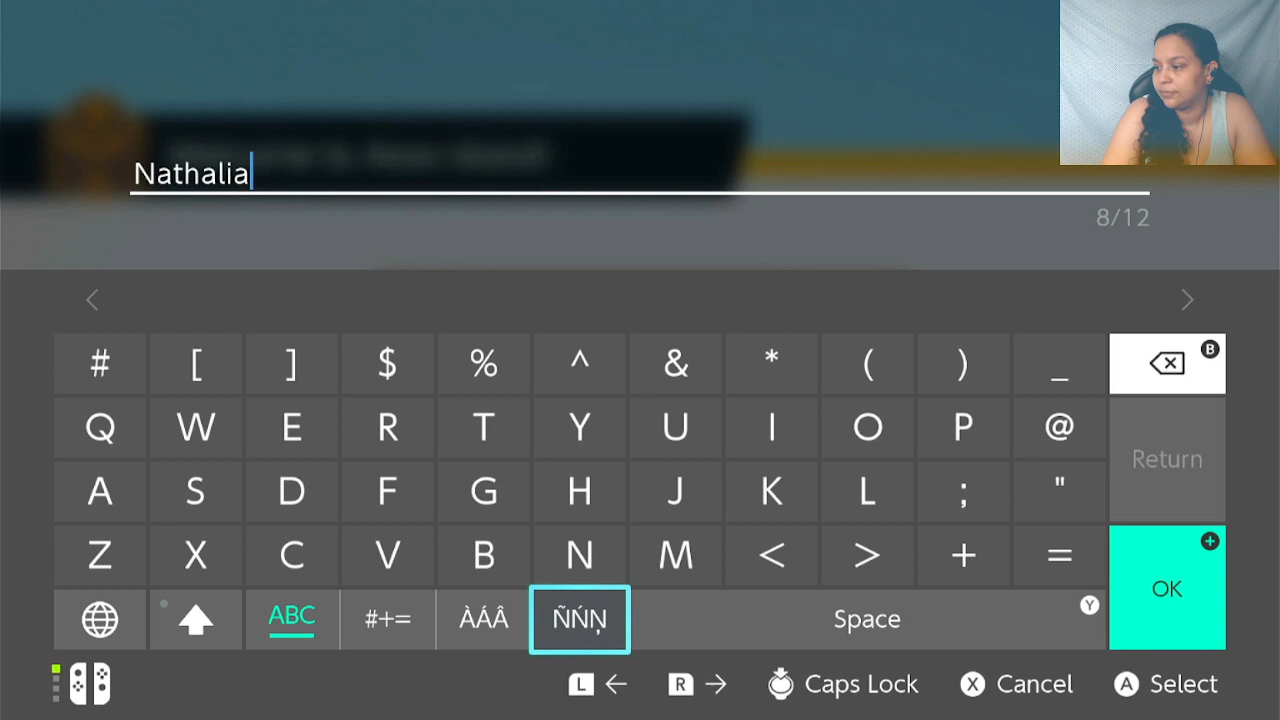 Nathalia
8/12
# [ ] $ % ^ & * ( ) _ B
Q W E R T Y U I O P @
Return
A S D F G H J K L ; "
Z X C V B N M < > + =
OK
ABC #+= ÀÁÂ ÑŃŅ Space Y
L ← R → Caps Lock X Cancel A Select